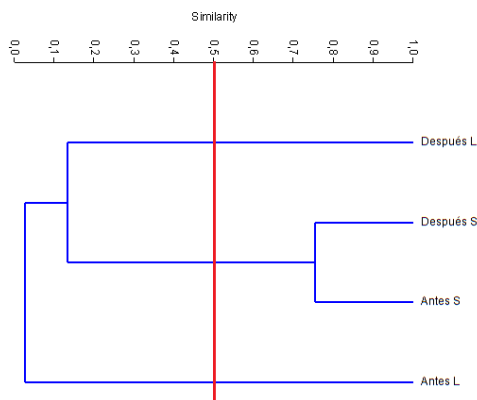 Similarity
0,0 0,1 0,2 0,3 0,4 0,5 0,6 0,7 0,8 0,9 1,0
Después L
Después S
Antes S
Antes L